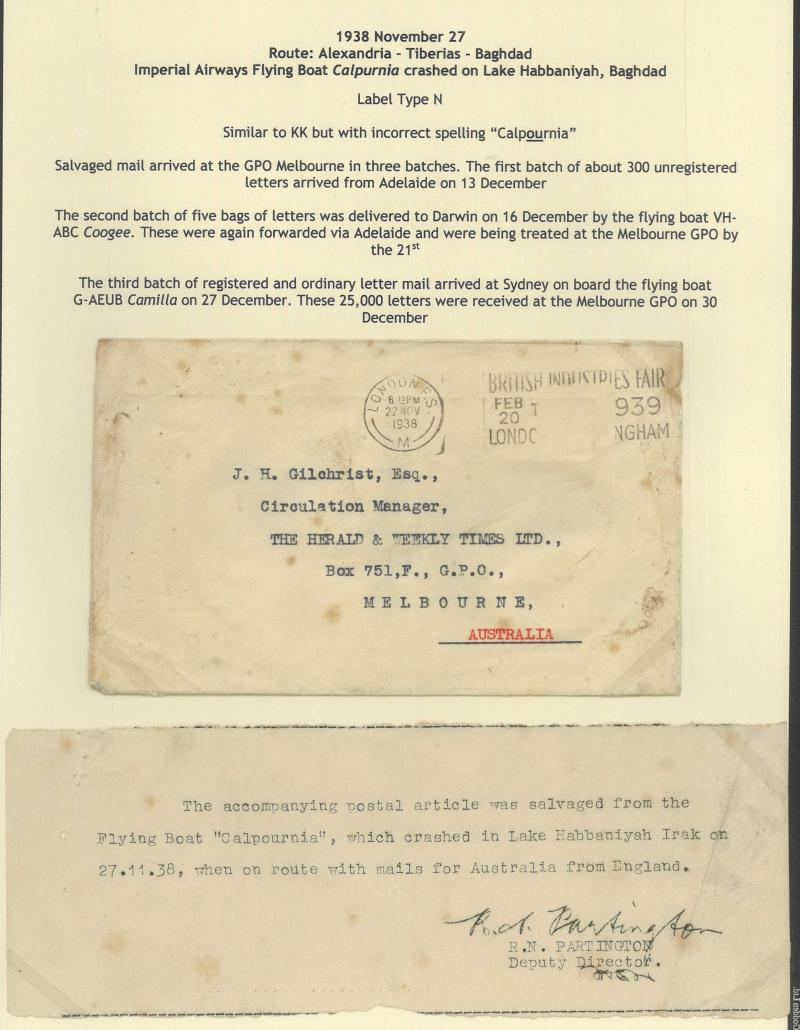 1938 November 27
Route: Alexandria - Tiberias - Baghdad
Imperial Airways Flying Boat Calpurnia crashed on Lake Habbaniyah, Baghdad
Label Type N
Similar to KK but with incorrect spelling “Calpournia”
Salvaged mail arrived at the GPO Melbourne in three batches. The first batch of about 300 unregistered
letters arrived from Adelaide on 13 December
The second batch of five bags of letters was delivered to Darwin on 16 December by the flying boat VH-
ABC Coogee. These were again forwarded via Adelaide and were being treated at the Melbourne GPO by
the 21st
The third batch of registered and ordinary letter mail arrived at Sydney on board the flying boat
G-AEUB Camilla on 27 December. These 25,000 letters were received at the Melbourne GPO on 30
December
PM
22 NOV
1938
M
BRITISH INDUSTRIES FAIR
FEB 939
20
LONDO NGHAM
J. H. Gilchrist, Esq.,
Circulation Manager,
THE HERALD & WEEKLY TIMES LTD.,
Box 751,F., G.P.O.,
MELBOURNE,
AUSTRALIA
The accompanying postal article was salvaged from the
Flying Boat "Calpournia", which crashed in Lake Habbaniyah Irak on
27.11.38, when on route with mails for Australia from England.
R.N. Partington
R.N. PARTINGTON
Deputy Director.